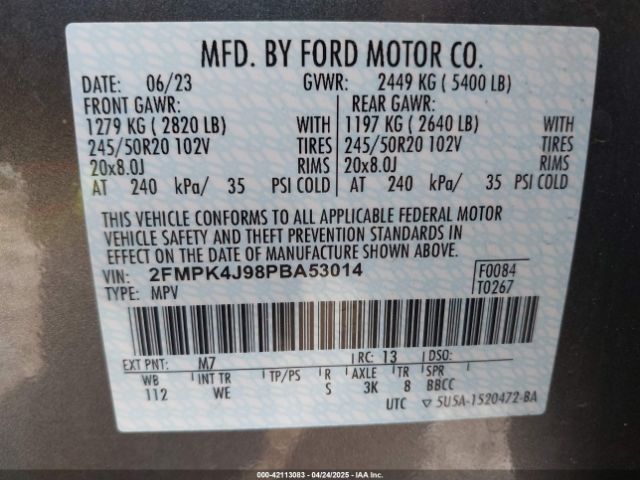 MFD. BY FORD MOTOR CO.
DATE: 06/23 GVWR: 2449 KG ( 5400 LB)
FRONT GAWR: REAR GAWR:
1279 KG ( 2820 LB) WITH 1197 KG ( 2640 LB) WITH
245/50R20 102V TIRES 245/50R20 102V TIRES
20x8.0J RIMS 20x8.0J RIMS
AT 240 kPa/ 35 PSI COLD AT 240 kPa/ 35 PSI COLD
THIS VEHICLE CONFORMS TO ALL APPLICABLE FEDERAL MOTOR
VEHICLE SAFETY AND THEFT PREVENTION STANDARDS IN
EFFECT ON THE DATE OF MANUFACTURE SHOWN ABOVE.
VIN: 2FMPK4J98PBA53014 F0084
TYPE: MPV T0267
EXT PNT: M7 RC: 13 DSO:
WB INT TR TP/PS R AXLE TR SPR
112 WE S 3K 8 BBCC
UTC ▽ 5U5A-1520472-BA
000-42113083 | 04/24/2025 | IAA, Inc.